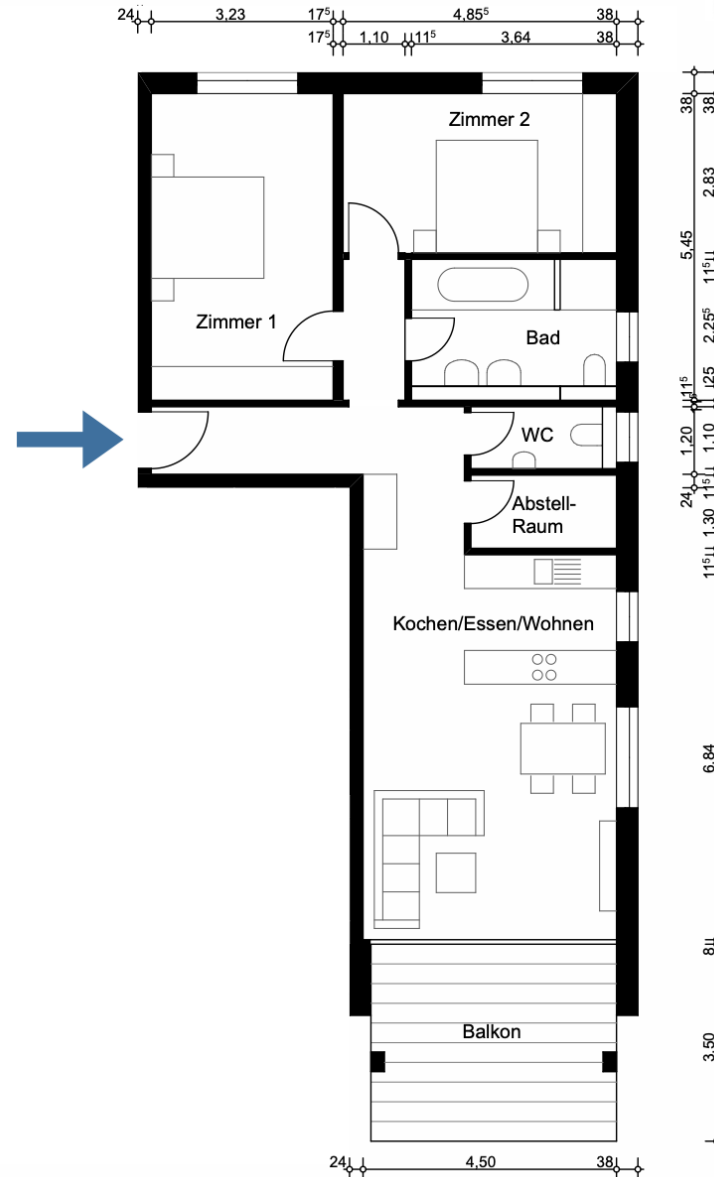 24 3,23 17⁵ 4,85⁵ 38
17⁵ 1,10 11⁵ 3,64 38
Zimmer 2
38 38
2.83
5,45
11⁵
Zimmer 1
Bad
2.25⁵
25
11⁵
WC
1,20 1,10
Abstell-
Raum
24 11⁵
1.30
11⁵
Kochen/Essen/Wohnen
6.84
8
Balkon
3.50
24 4,50 38